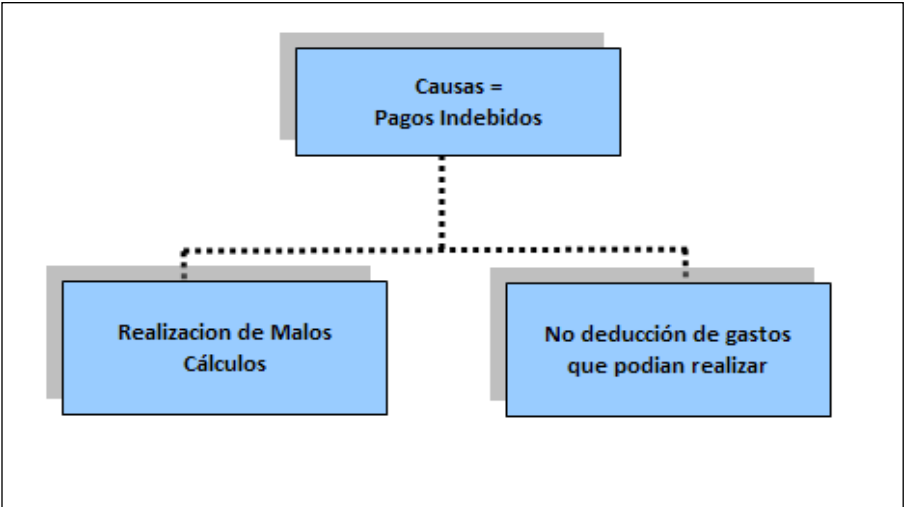 Causas =
Pagos Indebidos
Realizacion de Malos
Cálculos
No deducción de gastos
que podian realizar